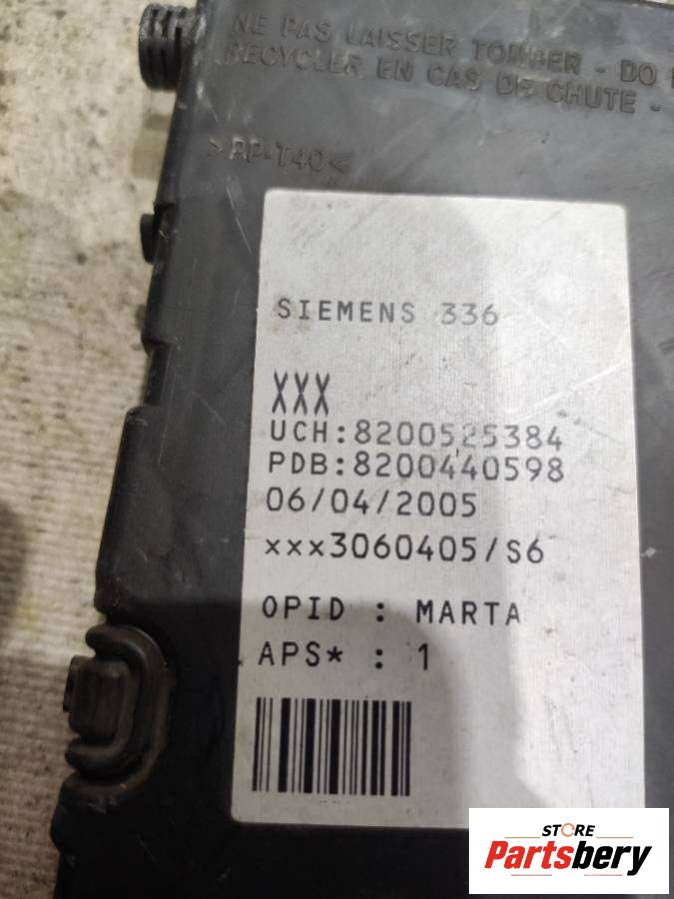 NE PAS LAISSER TOMBER - DO
RECYCLER EN CAS DE CHUTE -
>PP-T40<
SIEMENS 336
XXX
UCH:8200525384
PDB:8200440598
06/04/2005
xxx3060405/S6
OPID : MARTA
APS* : 1
STORE
Partsbery